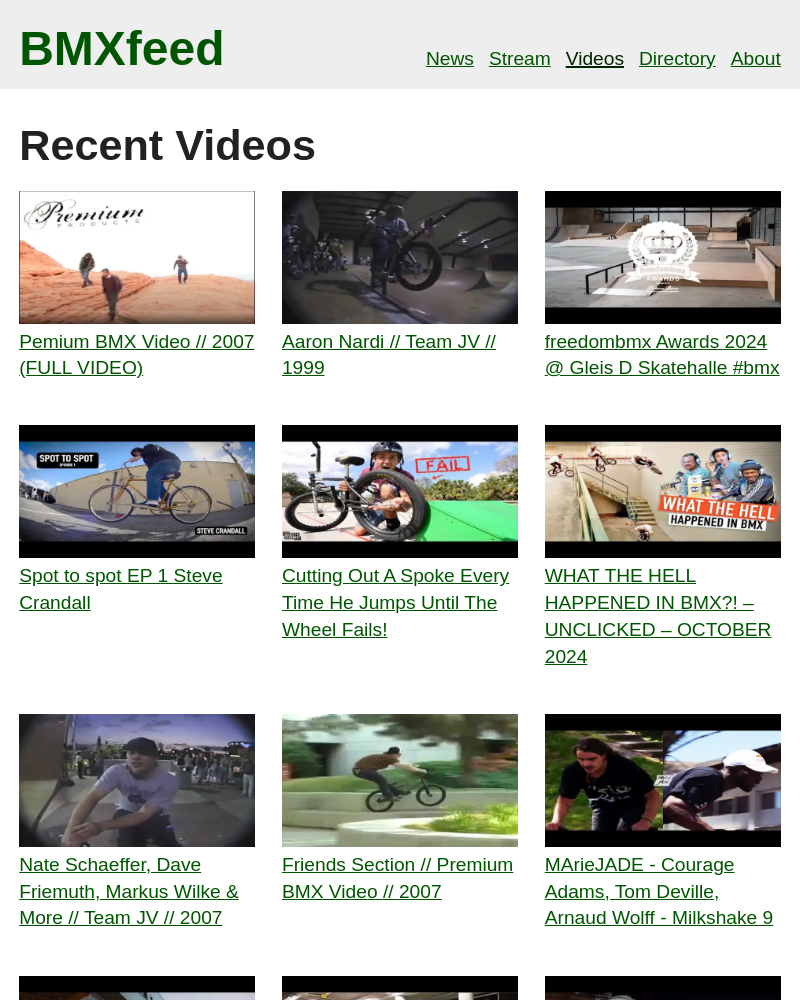 BMXfeed
News Stream Videos Directory About
Recent Videos
Premium
PRODUCTS
Pemium BMX Video // 2007
(FULL VIDEO)
Aaron Nardi // Team JV //
1999
freedombmx
AWARDS
freedombmx Awards 2024
@ Gleis D Skatehalle #bmx
SPOT TO SPOT
EPISODE 1
STEVE CRANDALL
Spot to spot EP 1 Steve
Crandall
FAIL
Cutting Out A Spoke Every
Time He Jumps Until The
Wheel Fails!
WHAT THE HELL
HAPPENED IN BMX
WHAT THE HELL
HAPPENED IN BMX?! –
UNCLICKED – OCTOBER
2024
Nate Schaeffer, Dave
Friemuth, Markus Wilke &
More // Team JV // 2007
Friends Section // Premium
BMX Video // 2007
MArieJADE - Courage
Adams, Tom Deville,
Arnaud Wolff - Milkshake 9